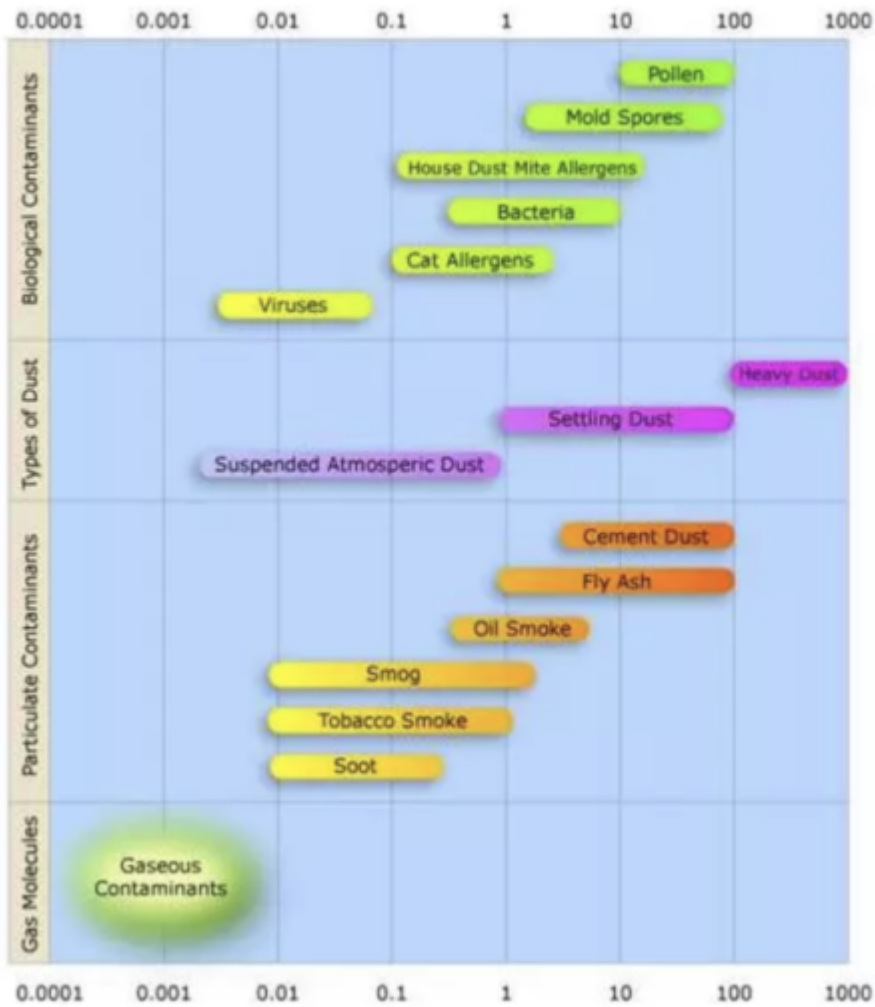 0.0001 0.001 0.01 0.1 1 10 100 1000
Biological Contaminants
Pollen
Mold Spores
House Dust Mite Allergens
Bacteria
Cat Allergens
Viruses
Types of Dust
Heavy Dust
Settling Dust
Suspended Atmosperic Dust
Particulate Contaminants
Cement Dust
Fly Ash
Oil Smoke
Smog
Tobacco Smoke
Soot
Gas Molecules
Gaseous
Contaminants
0.0001 0.001 0.01 0.1 1 10 100 1000